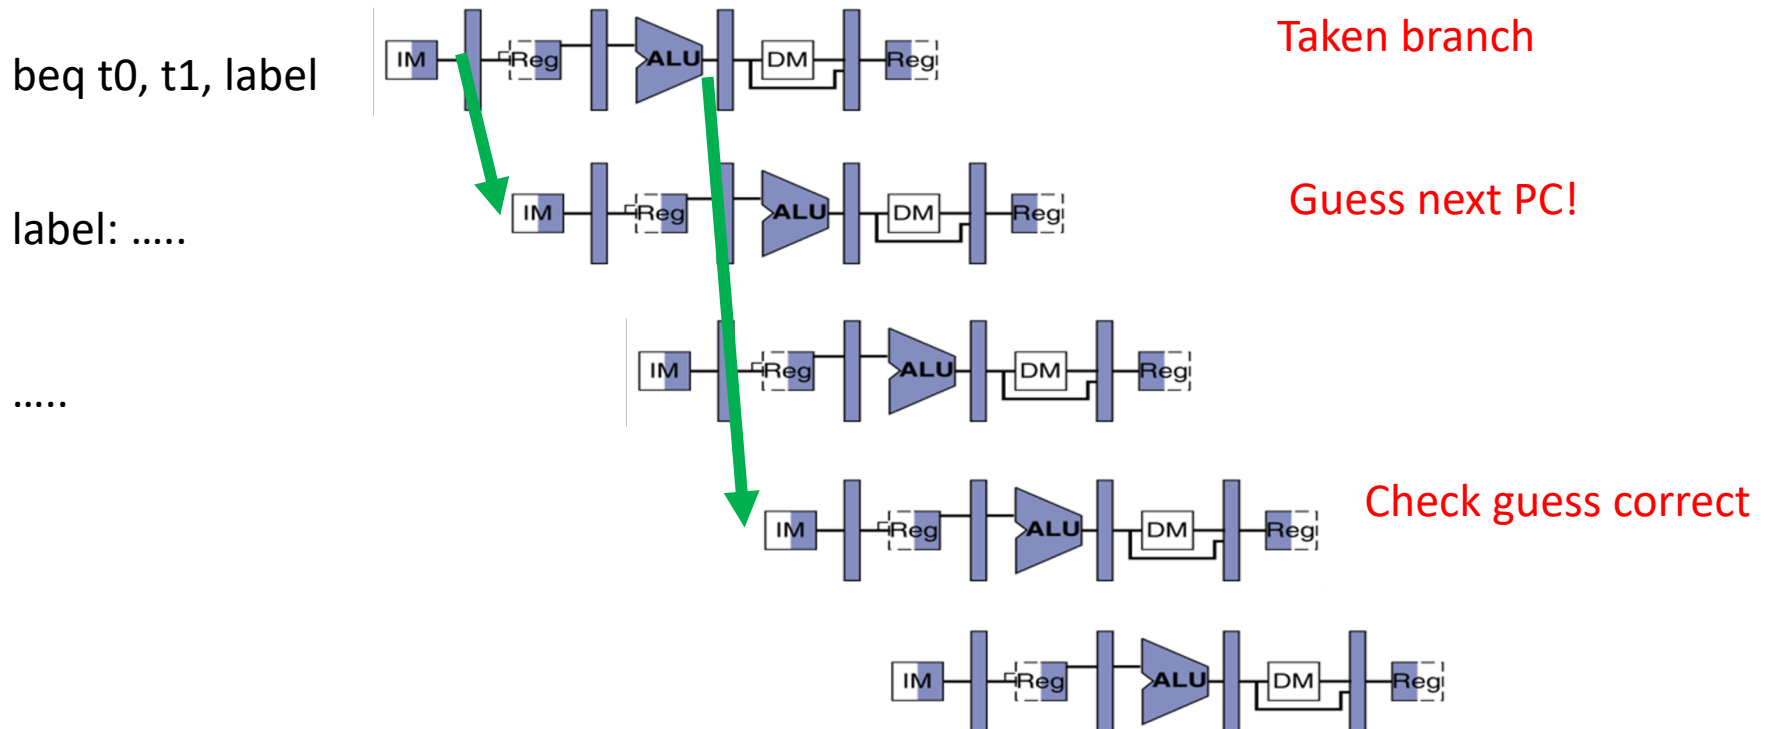 beq t0, t1, label
IM Reg ALU DM Reg
Taken branch
label: .....
IM Reg ALU DM Reg
Guess next PC!
.....
IM Reg ALU DM Reg
IM Reg ALU DM Reg
Check guess correct
IM Reg ALU DM Reg